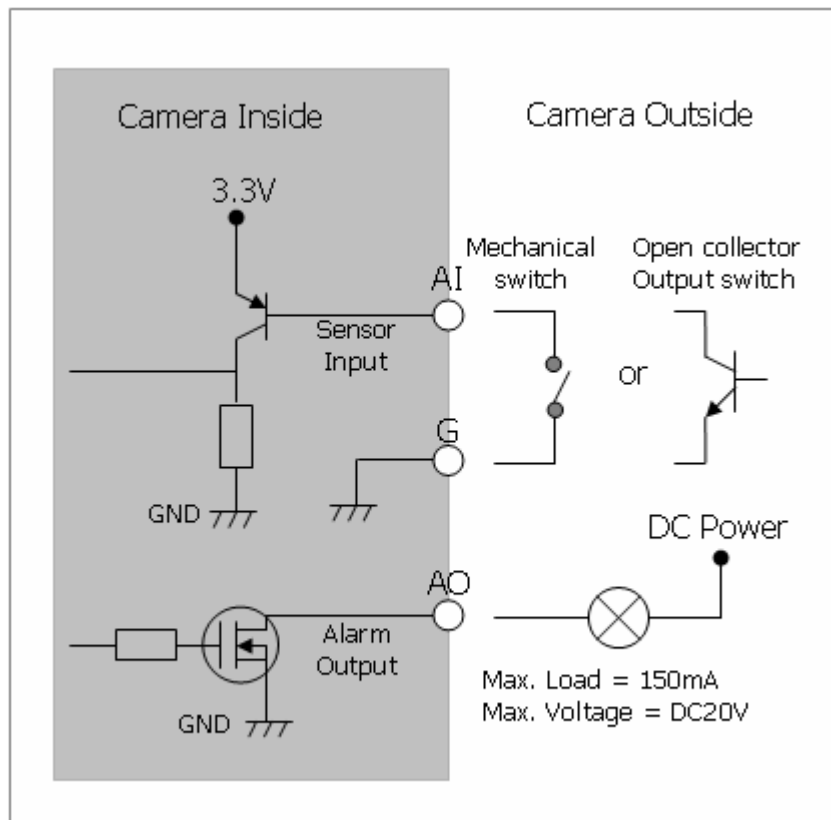 Camera Inside
Camera Outside
3.3V
AI
Sensor
Input
Mechanical
switch
or
Open collector
Output switch
G
GND
DC Power
AO
Alarm
Output
GND
Max. Load = 150mA
Max. Voltage = DC20V